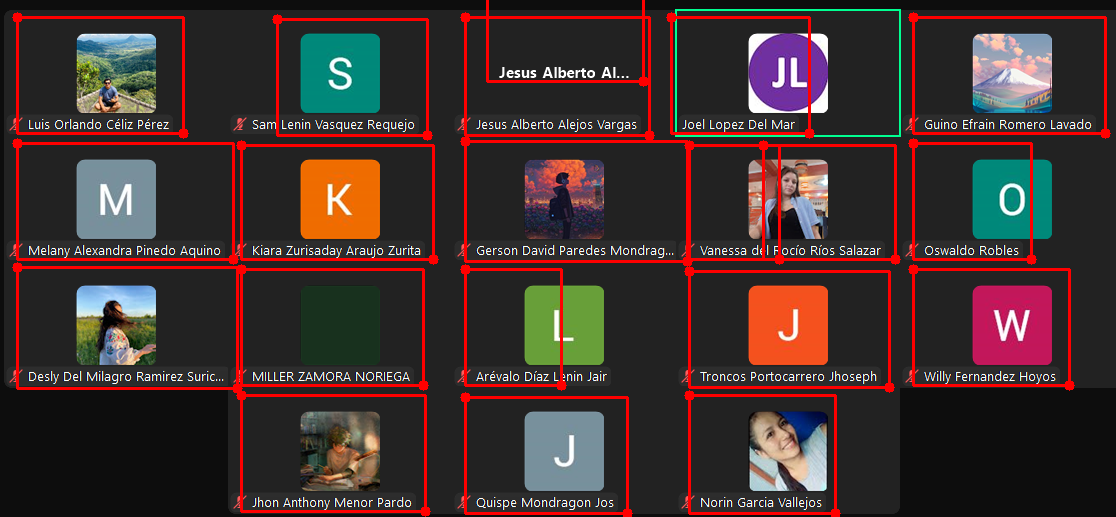 S
Jesus Alberto Al...
JL
Luis Orlando Céliz Pérez
Sam Lenin Vasquez Requejo
Jesus Alberto Alejos Vargas
Joel Lopez Del Mar
Guino Efrain Romero Lavado
M
K
O
Melany Alexandra Pinedo Aquino
Kiara Zurisaday Araujo Zurita
Gerson David Paredes Mondrag...
Vanessa del Rocío Ríos Salazar
Oswaldo Robles
L
J
W
Desly Del Milagro Ramirez Suric...
MILLER ZAMORA NORIEGA
Arévalo Díaz Lenin Jair
Troncos Portocarrero Jhoseph
Willy Fernandez Hoyos
J
Jhon Anthony Menor Pardo
Quispe Mondragon Jos
Norin Garcia Vallejos